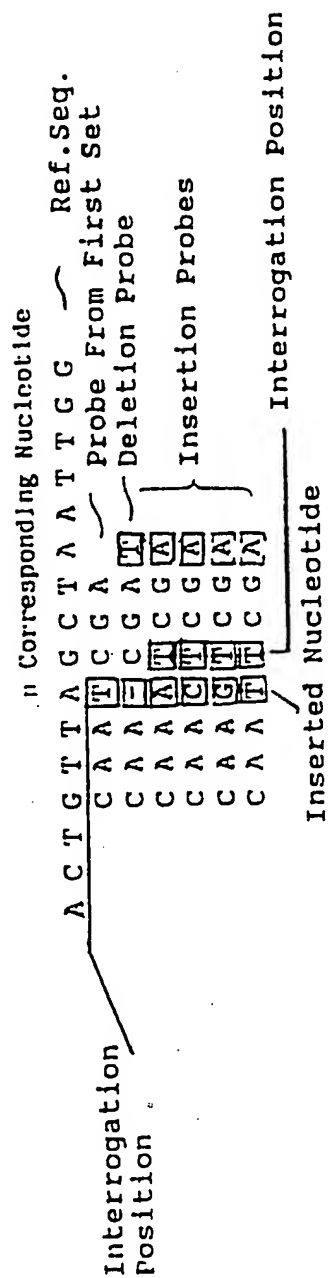 n Corresponding Nucleotide
A C T G T T A G C T A A T T G G Ref.Seq.
C A A T C G A Probe From First Set
C A A - C G A T Deletion Probe
C A A A T C G A
C A A C T C G A
Insertion Probes
C A A G T C G A
C A A T T C G A
Interrogation
Position
Inserted Nucleotide
Interrogation Position